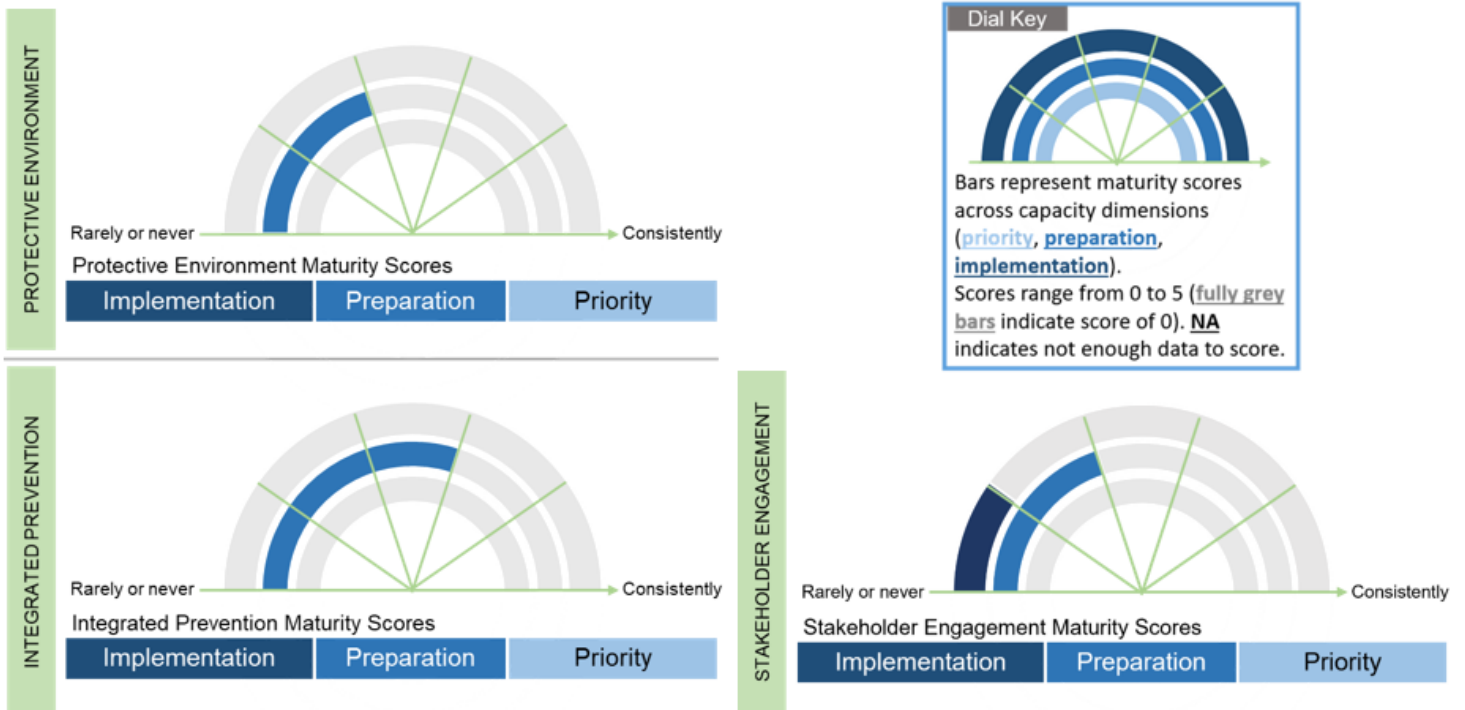 PROTECTIVE ENVIRONMENT
Rarely or never
Consistently
Protective Environment Maturity Scores
Implementation
Preparation
Priority
Dial Key
Bars represent maturity scores
across capacity dimensions
(priority, preparation,
implementation).
Scores range from 0 to 5 (fully grey
bars indicate score of 0). NA
indicates not enough data to score.
INTEGRATED PREVENTION
Rarely or never
Consistently
Integrated Prevention Maturity Scores
Implementation
Preparation
Priority
STAKEHOLDER ENGAGEMENT
Rarely or never
Consistently
Stakeholder Engagement Maturity Scores
Implementation
Preparation
Priority